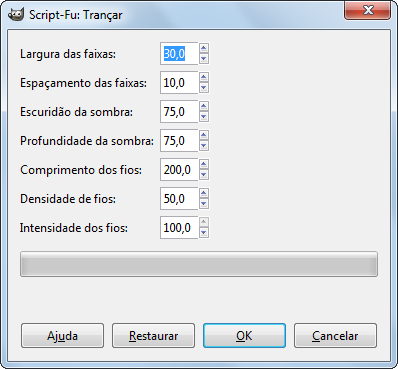 Script-Fu: Trançar
Largura das faixas: 30,0
Espaçamento das faixas: 10,0
Escuridão da sombra: 75,0
Profundidade da sombra: 75,0
Comprimento dos fios: 200,0
Densidade de fios: 50,0
Intensidade dos fios: 100,0
Ajuda Restaurar OK Cancelar